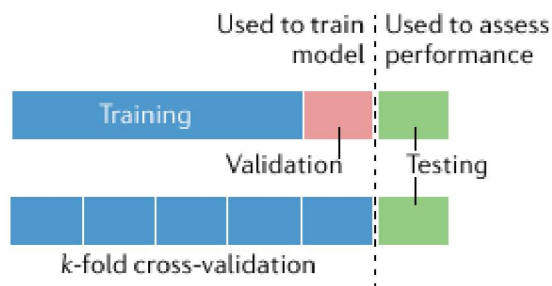 Used to train
model
Used to assess
performance
Training
Validation
Testing
k-fold cross-validation